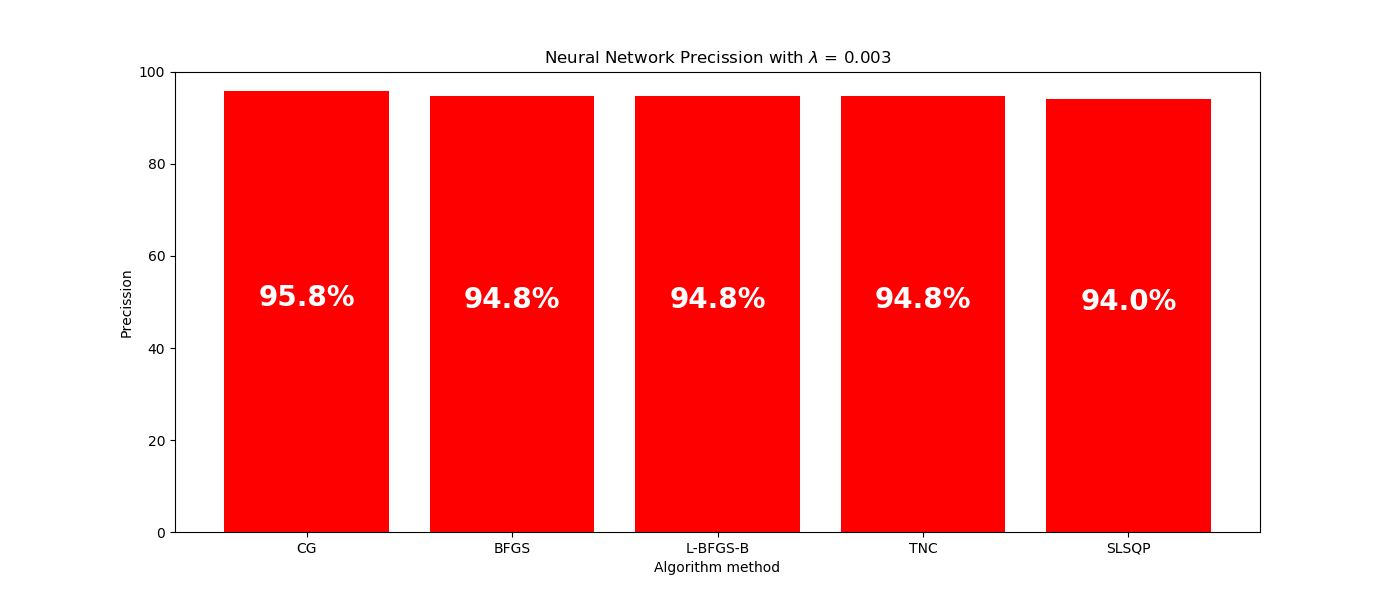 Neural Network Precission with λ = 0.003
100
80
60
40
20
0
Precission
95.8%
94.8%
94.8%
94.8%
94.0%
CG
BFGS
L-BFGS-B
TNC
SLSQP
Algorithm method